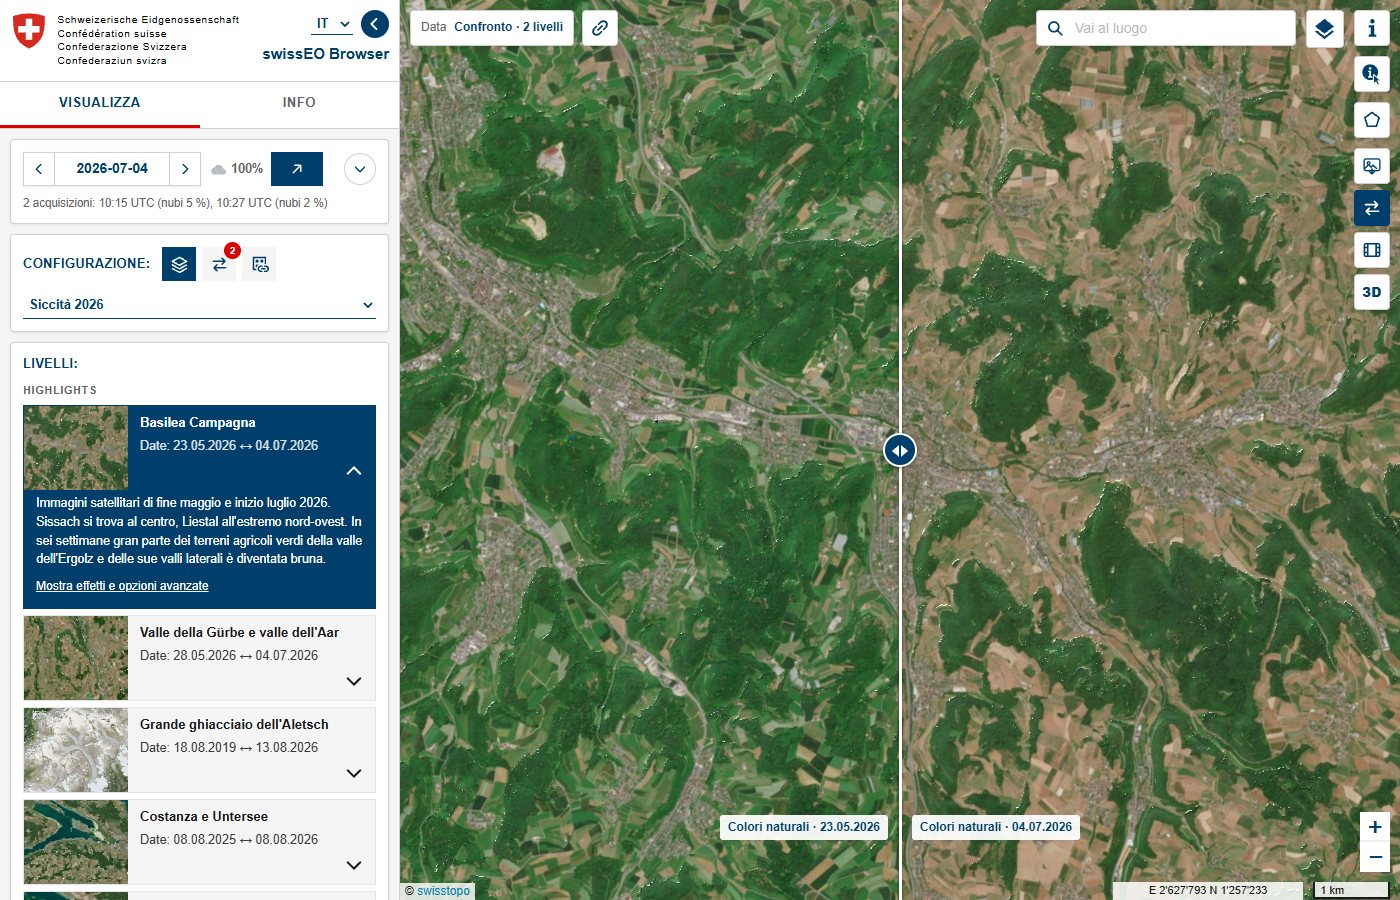 Schweizerische Eidgenossenschaft
Confédération suisse
Confederazione Svizzera
Confederaziun svizra
IT
swissEO Browser
VISUALIZZA
INFO
2026-07-04
100%
2 acquisizioni: 10:15 UTC (nubi 5 %), 10:27 UTC (nubi 2 %)
CONFIGURAZIONE:
2
Siccità 2026
LIVELLI:
HIGHLIGHTS
Basilea Campagna
Date: 23.05.2026 ↔ 04.07.2026
Immagini satellitari di fine maggio e inizio luglio 2026.
Sissach si trova al centro, Liestal all'estremo nord-ovest. In
sei settimane gran parte dei terreni agricoli verdi della valle
dell'Ergolz e delle sue valli laterali è diventata bruna.
Mostra effetti e opzioni avanzate
Valle della Gürbe e valle dell'Aar
Date: 28.05.2026 ↔ 04.07.2026
Grande ghiacciaio dell'Aletsch
Date: 18.08.2019 ↔ 13.08.2026
Costanza e Untersee
Date: 08.08.2025 ↔ 08.08.2026
Data Confronto · 2 livelli
Vai al luogo
3D
Colori naturali · 23.05.2026
Colori naturali · 04.07.2026
+
−
© swisstopo
E 2'627'793 N 1'257'233
1 km